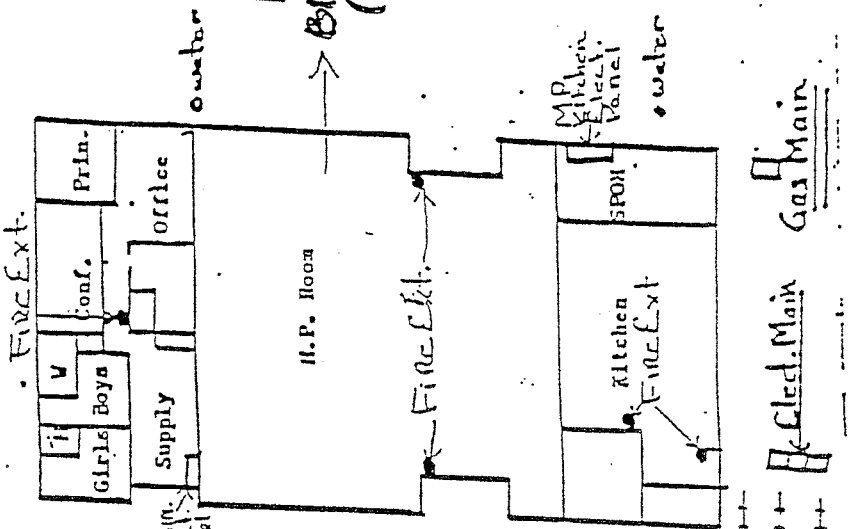 Fire Ext.
Prin.
Conf.
Office
W
Boys
Girls
Supply
water
M.P. Room
Fire Ext.
MP
Kitchen
Elect.
Panel
water
Kitchen
Fire Ext
Elect. Main
Gas Main